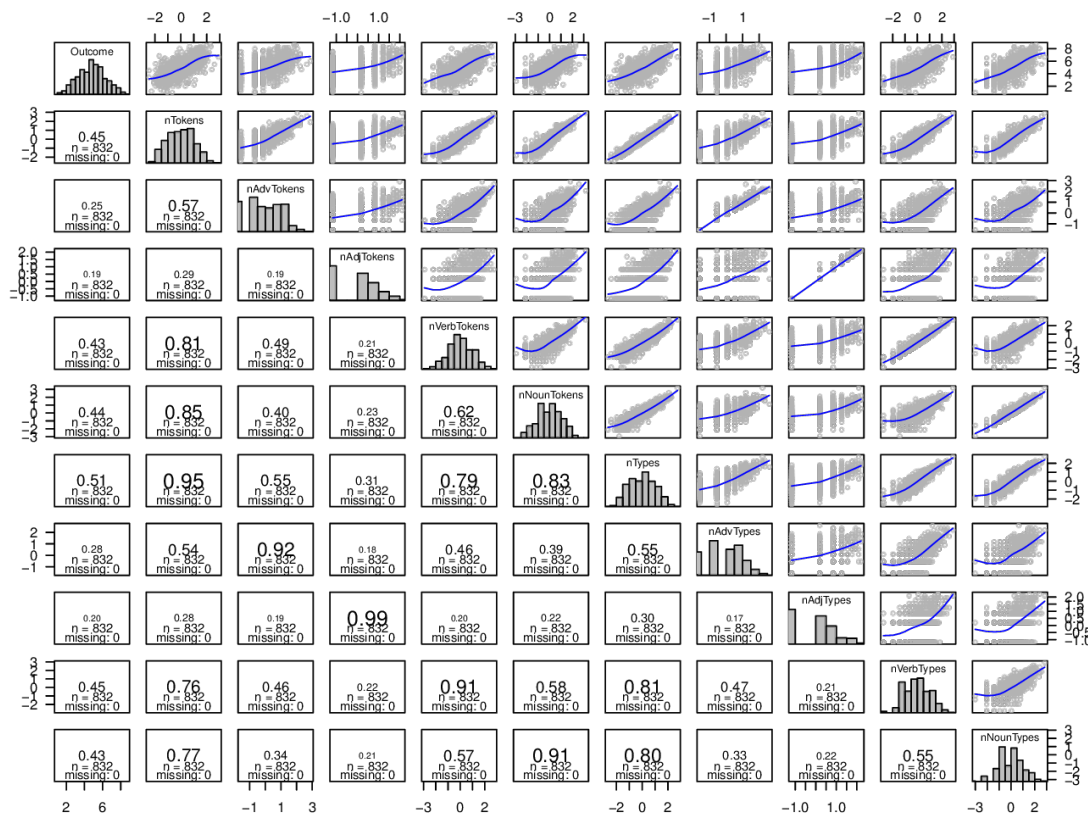 −2 0 2 −1.0 1.0 −3 0 2 −1 1 −2 0 2
Outcome
2 4 6 8
−2 −1 0 1 2 3
0.45 n = 832 missing: 0
nTokens
0.25 n = 832 missing: 0
0.57 n = 832 missing: 0
nAdvTokens
−1 0 1 2 3
−1.0 0.5 1.5 2.0
0.19 n = 832 missing: 0
0.29 n = 832 missing: 0
0.19 n = 832 missing: 0
nAdjTokens
0.43 n = 832 missing: 0
0.81 n = 832 missing: 0
0.49 n = 832 missing: 0
0.21 n = 832 missing: 0
nVerbTokens
−3 −2 −1 0 1 2
−3 −2 −1 0 1 2 3
0.44 n = 832 missing: 0
0.85 n = 832 missing: 0
0.40 n = 832 missing: 0
0.23 n = 832 missing: 0
0.62 n = 832 missing: 0
nNounTokens
0.51 n = 832 missing: 0
0.95 n = 832 missing: 0
0.55 n = 832 missing: 0
0.31 n = 832 missing: 0
0.79 n = 832 missing: 0
0.83 n = 832 missing: 0
nTypes
−2 −1 0 1 2
−1 0 1 2
0.28 n = 832 missing: 0
0.54 n = 832 missing: 0
0.92 n = 832 missing: 0
0.18 n = 832 missing: 0
0.46 n = 832 missing: 0
0.39 n = 832 missing: 0
0.55 n = 832 missing: 0
nAdvTypes
0.20 n = 832 missing: 0
0.28 n = 832 missing: 0
0.19 n = 832 missing: 0
0.99 n = 832 missing: 0
0.20 n = 832 missing: 0
0.22 n = 832 missing: 0
0.30 n = 832 missing: 0
0.17 n = 832 missing: 0
nAdjTypes
0.5 1.5 2.0
−2 −1 0 1 2 3
0.45 n = 832 missing: 0
0.76 n = 832 missing: 0
0.46 n = 832 missing: 0
0.22 n = 832 missing: 0
0.91 n = 832 missing: 0
0.58 n = 832 missing: 0
0.81 n = 832 missing: 0
0.47 n = 832 missing: 0
0.21 n = 832 missing: 0
nVerbTypes
0.43 n = 832 missing: 0
0.77 n = 832 missing: 0
0.34 n = 832 missing: 0
0.21 n = 832 missing: 0
0.57 n = 832 missing: 0
0.91 n = 832 missing: 0
0.80 n = 832 missing: 0
0.33 n = 832 missing: 0
0.22 n = 832 missing: 0
0.55 n = 832 missing: 0
nNounTypes
−3 −2 −1 0 1 2 3
2 6 −1 1 3 −3 0 2 −2 0 2 −1.0 1.0 −3 0 2